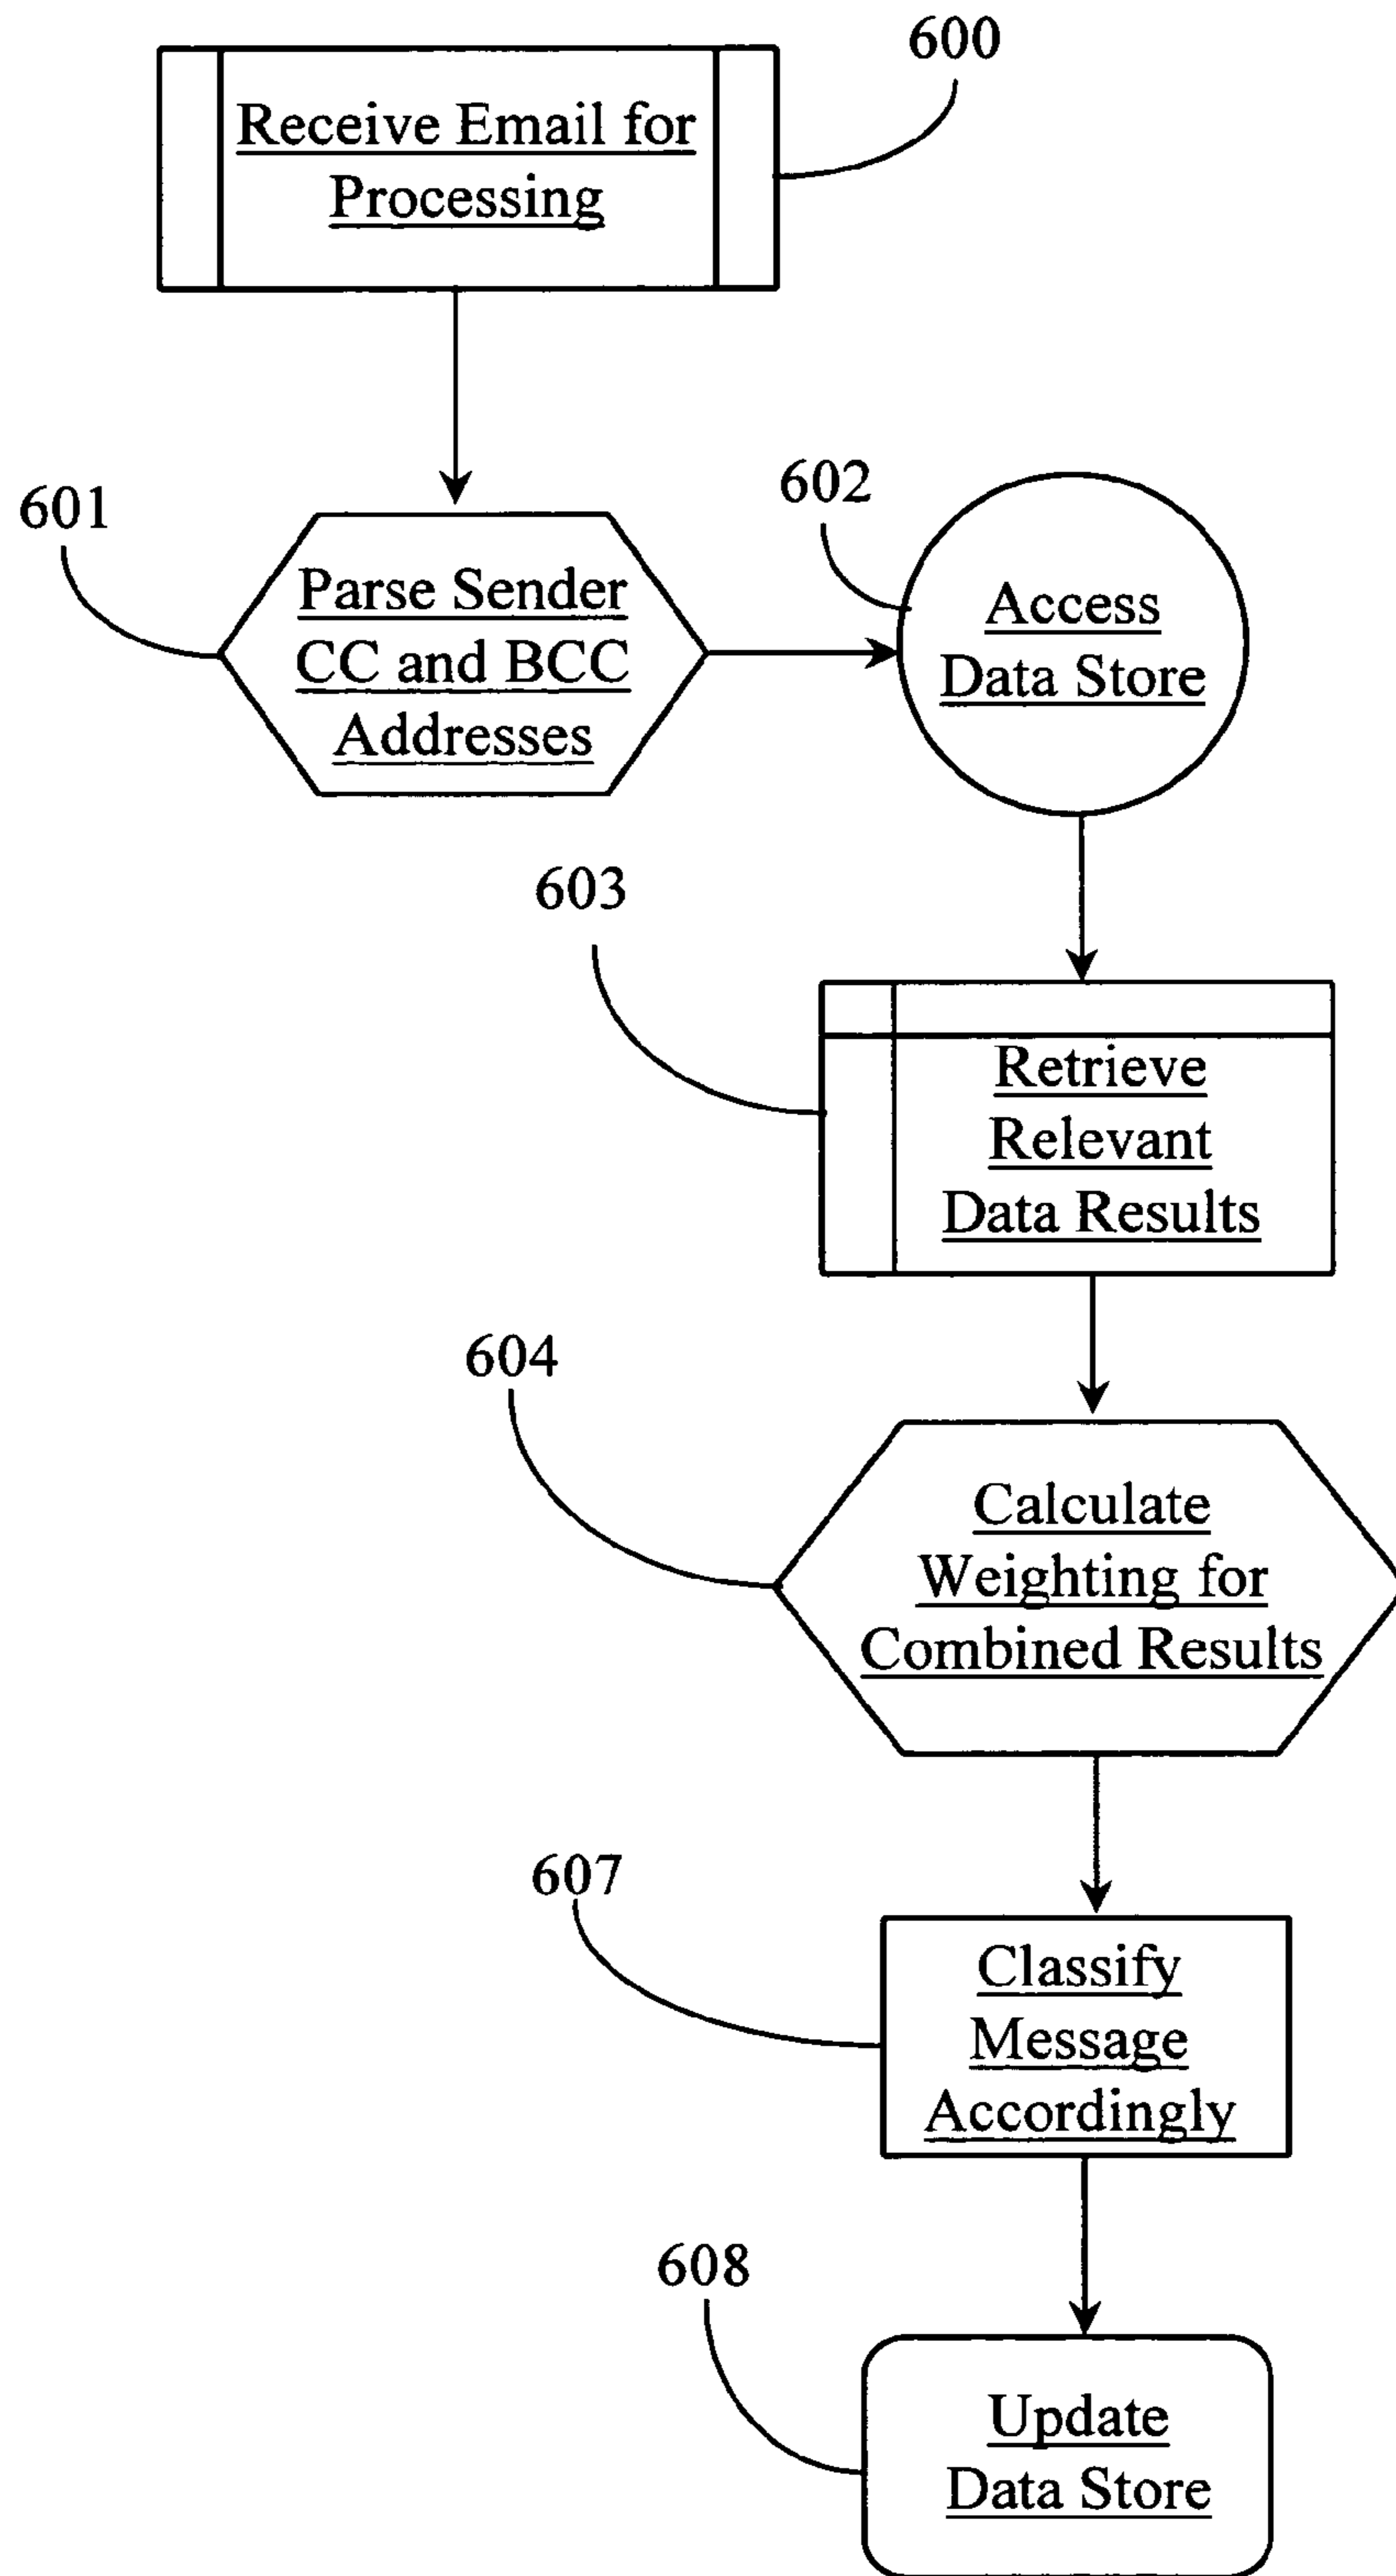 600
Receive Email for
Processing
601
Parse Sender
CC and BCC
Addresses
602
Access
Data Store
603
Retrieve
Relevant
Data Results
604
Calculate
Weighting for
Combined Results
607
Classify
Message
Accordingly
608
Update
Data Store